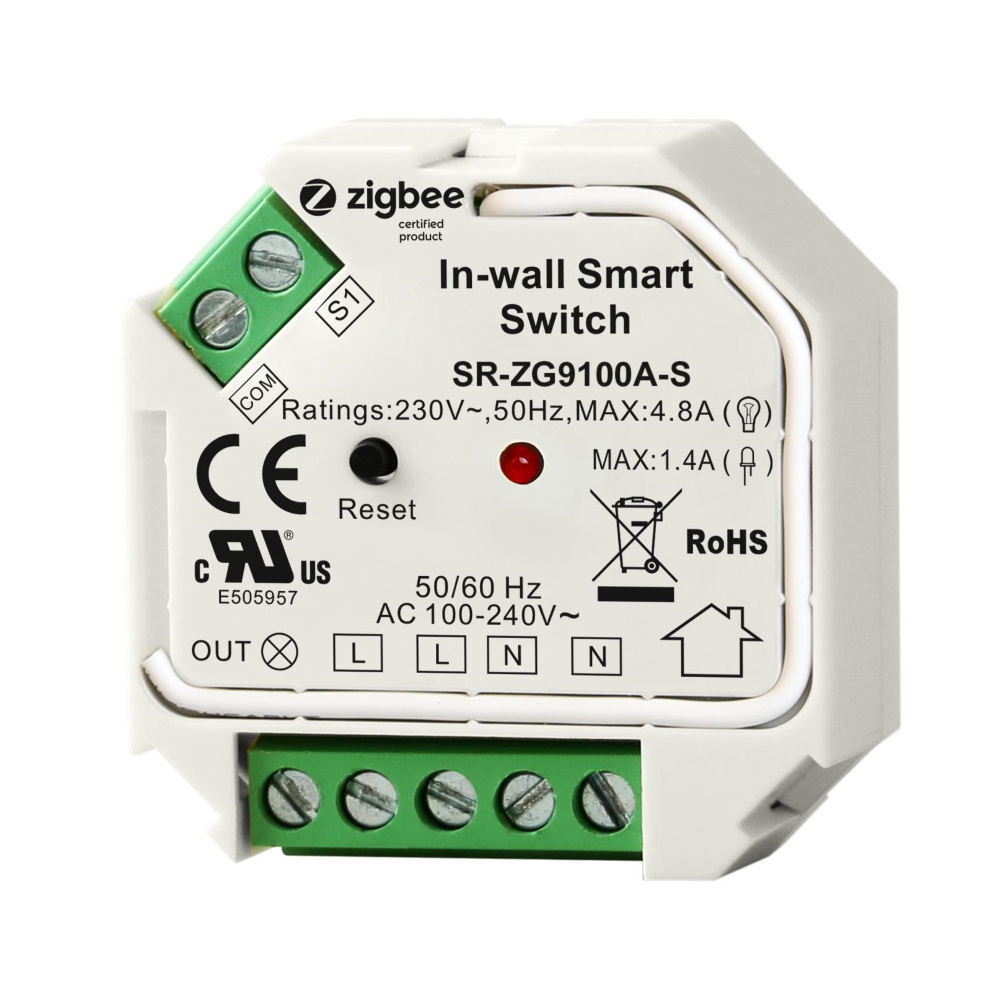 zigbee
certified
product
In-wall Smart
Switch
SR-ZG9100A-S
S1
COM
Ratings:230V~,50Hz,MAX:4.8A ( )
MAX:1.4A ( )
CE
Reset
RoHS
c RU ® US
E505957
50/60 Hz
AC 100-240V~
OUT L L N N